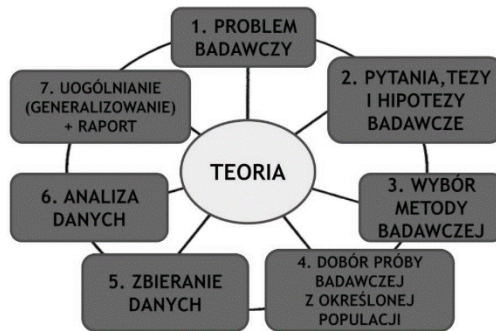 1. PROBLEM
BADAWCZY
2. PYTANIA,TEZY
I HIPOTEZY
BADAWCZE
3. WYBÓR
METODY
BADAWCZEJ
4. DOBÓR PRÓBY
BADAWCZEJ
Z OKREŚLONEJ
POPULACJI
5. ZBIERANIE
DANYCH
6. ANALIZA
DANYCH
7. UOGÓLNIANIE
(GENERALIZOWANIE)
+ RAPORT
TEORIA